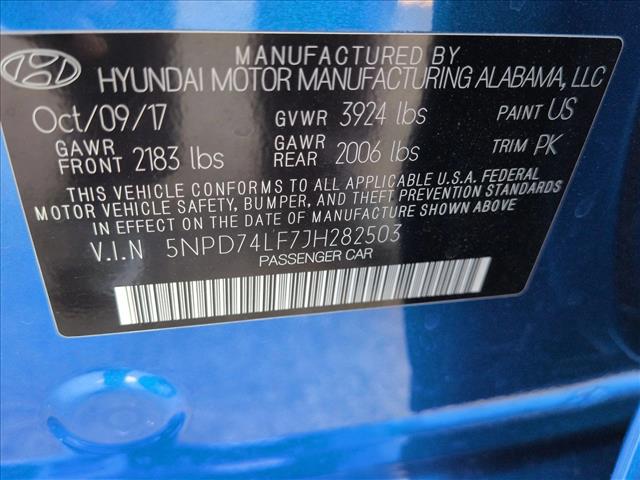 MANUFACTURED BY
HYUNDAI MOTOR MANUFACTURING ALABAMA, LLC
Oct/09/17 GVWR 3924 lbs PAINT US
GAWR FRONT 2183 lbs GAWR REAR 2006 lbs TRIM PK
THIS VEHICLE CONFORMS TO ALL APPLICABLE U.S.A. FEDERAL
MOTOR VEHICLE SAFETY, BUMPER, AND THEFT PREVENTION STANDARDS
IN EFFECT ON THE DATE OF MANUFACTURE SHOWN ABOVE
V.I.N 5NPD74LF7JH282503
PASSENGER CAR